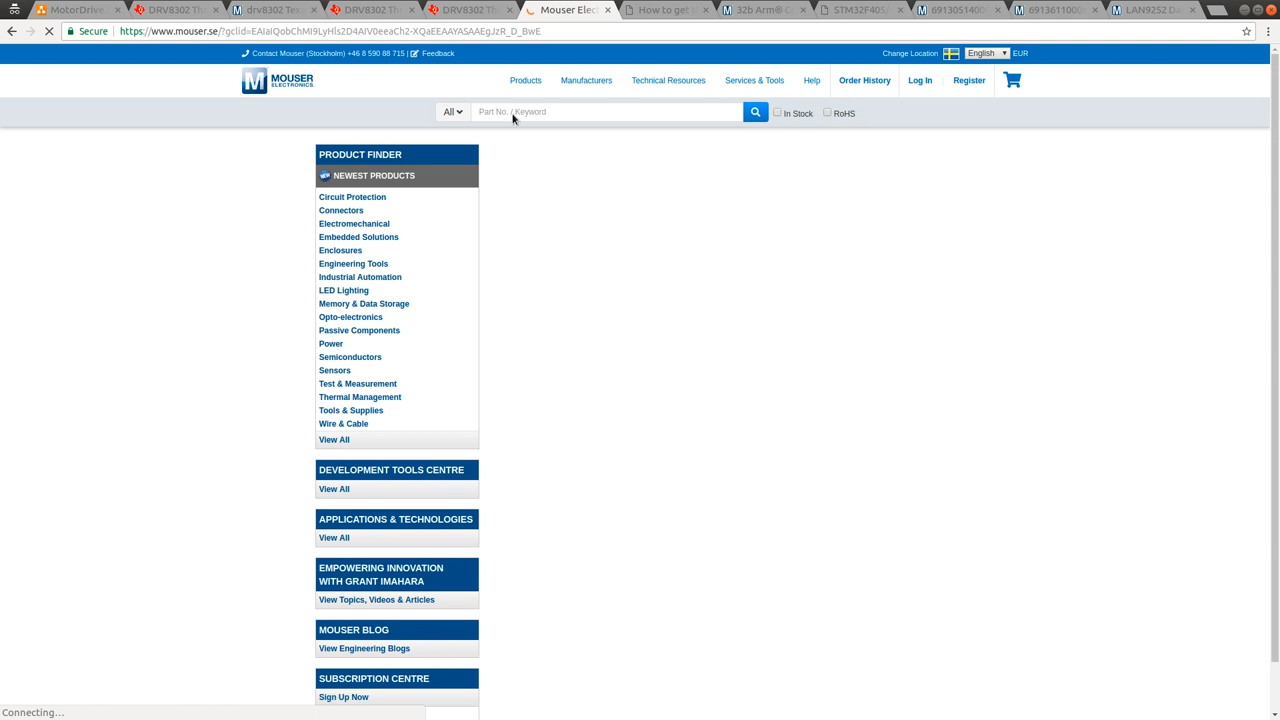 MotorDrive
DRV8302 Th
drv8302 Tex
DRV8302 Th
DRV8302 Th
Mouser Elec
How to get
32b Arm® C
STM32F405
691305140
691361100
LAN9252 Da
Secure
https://www.mouser.se/?gclid=EAIaIQobChMI9LyHls2D4AIV0eeaCh2-XQaEEAAYASAAEgJzR_D_BwE
Contact Mouser (Stockholm) +46 8 590 88 715 | Feedback
Change Location English EUR
MOUSER
ELECTRONICS
Products Manufacturers Technical Resources Services & Tools Help Order History Log In Register
All Part No. / Keyword In Stock RoHS
PRODUCT FINDER
NEW NEWEST PRODUCTS
Circuit Protection
Connectors
Electromechanical
Embedded Solutions
Enclosures
Engineering Tools
Industrial Automation
LED Lighting
Memory & Data Storage
Opto-electronics
Passive Components
Power
Semiconductors
Sensors
Test & Measurement
Thermal Management
Tools & Supplies
Wire & Cable
View All
DEVELOPMENT TOOLS CENTRE
View All
APPLICATIONS & TECHNOLOGIES
View All
EMPOWERING INNOVATION
WITH GRANT IMAHARA
View Topics, Videos & Articles
MOUSER BLOG
View Engineering Blogs
SUBSCRIPTION CENTRE
Sign Up Now
Connecting…